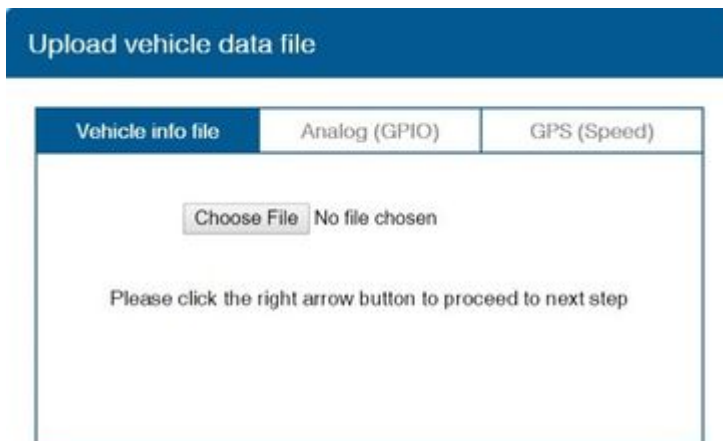 Upload vehicle data file
Vehicle info file Analog (GPIO) GPS (Speed)
Choose File No file chosen
Please click the right arrow button to proceed to next step